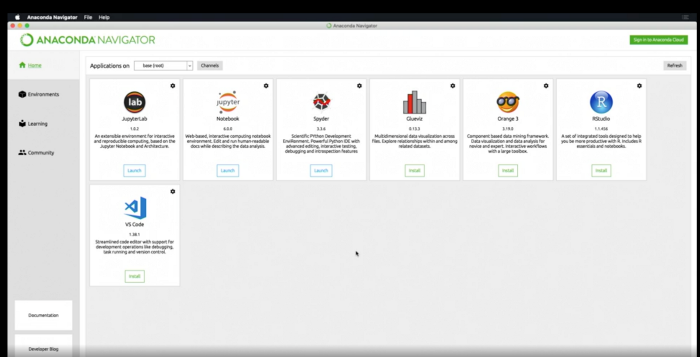 Anaconda Navigator File Help
Anaconda Navigator
ANACONDA NAVIGATOR
Sign in to Anaconda Cloud
Home
Environments
Learning
Community
Documentation
Developer Blog
Applications on base (root) Channels
Refresh
lab
JupyterLab
1.0.2
An extensible environment for interactive
and reproducible computing, based on the
Jupyter Notebook and Architecture.
Launch
jupyter
Notebook
6.0.0
Web-based, interactive computing notebook
environment. Edit and run human-readable
docs while describing the data analysis.
Launch
Spyder
3.3.6
Scientific PYthon Development
EnviRonment. Powerful Python IDE with
advanced editing, interactive testing,
debugging and introspection features
Launch
Glueviz
0.13.3
Multidimensional data visualization across
files. Explore relationships within and among
related datasets.
Install
Orange 3
3.19.0
Component based data mining framework.
Data visualization and data analysis for
novice and expert. Interactive workflows
with a large toolbox.
Install
R
RStudio
1.1.456
A set of integrated tools designed to help
you be more productive with R. Includes R
essentials and notebooks.
Install
VS Code
Streamlined code editor with support for
development operations like debugging,
task running and version control.
Install